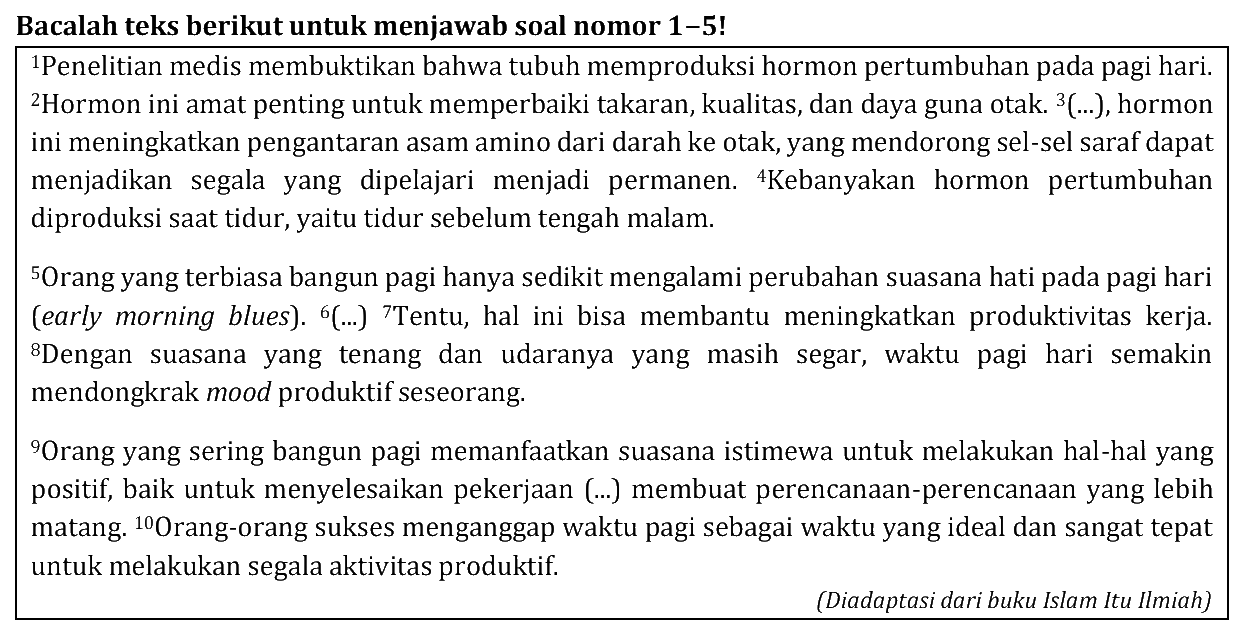 Bacalah teks berikut untuk menjawab soal nomor 1–5!
¹Penelitian medis membuktikan bahwa tubuh memproduksi hormon pertumbuhan pada pagi hari.
²Hormon ini amat penting untuk memperbaiki takaran, kualitas, dan daya guna otak. ³(...), hormon
ini meningkatkan pengantaran asam amino dari darah ke otak, yang mendorong sel-sel saraf dapat
menjadikan segala yang dipelajari menjadi permanen. ⁴Kebanyakan hormon pertumbuhan
diproduksi saat tidur, yaitu tidur sebelum tengah malam.
⁵Orang yang terbiasa bangun pagi hanya sedikit mengalami perubahan suasana hati pada pagi hari
(early morning blues). ⁶(...) ⁷Tentu, hal ini bisa membantu meningkatkan produktivitas kerja.
⁸Dengan suasana yang tenang dan udaranya yang masih segar, waktu pagi hari semakin
mendongkrak mood produktif seseorang.
⁹Orang yang sering bangun pagi memanfaatkan suasana istimewa untuk melakukan hal-hal yang
positif, baik untuk menyelesaikan pekerjaan (...) membuat perencanaan-perencanaan yang lebih
matang. ¹⁰Orang-orang sukses menganggap waktu pagi sebagai waktu yang ideal dan sangat tepat
untuk melakukan segala aktivitas produktif.
(Diadaptasi dari buku Islam Itu Ilmiah)